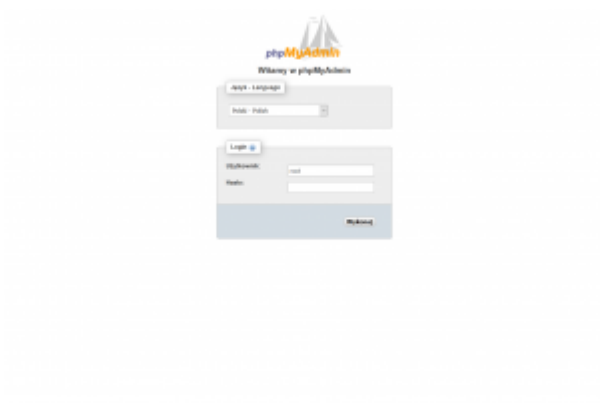 phpMyAdmin
Witamy w phpMyAdmin
Język - Language
Polski - Polish
Login
Użytkownik:
root
Hasło:
Wykonaj